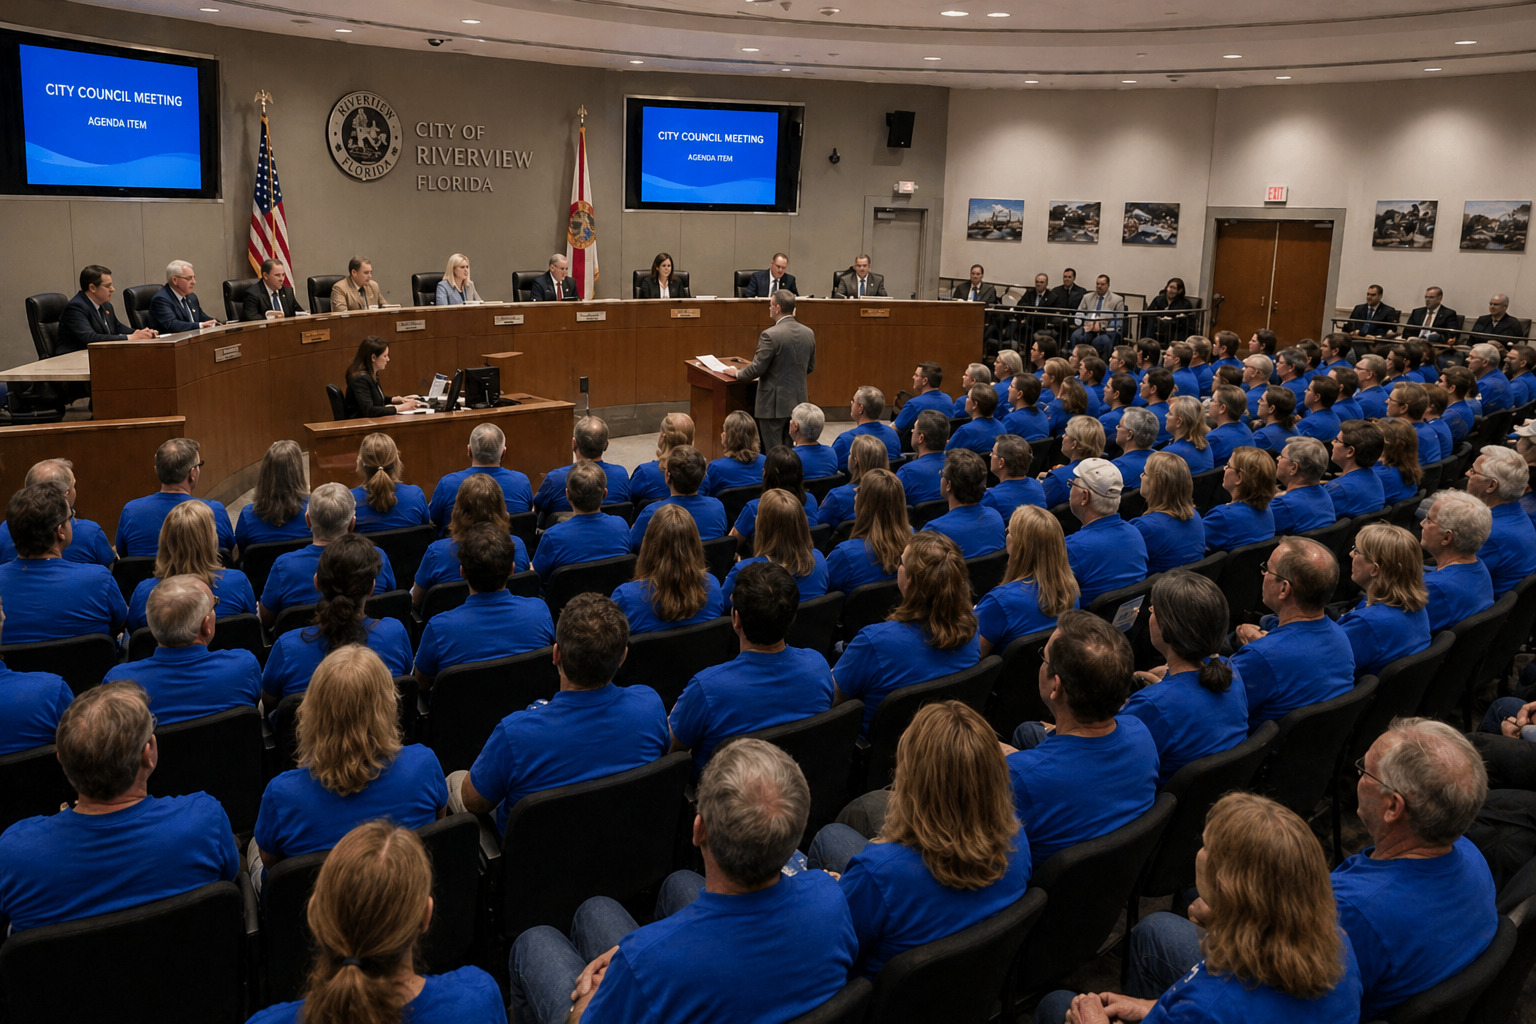 CITY COUNCIL MEETING
AGENDA ITEM
RIVERVIEW
FLORIDA
CITY OF
RIVERVIEW
FLORIDA
CITY COUNCIL MEETING
AGENDA ITEM
EXIT